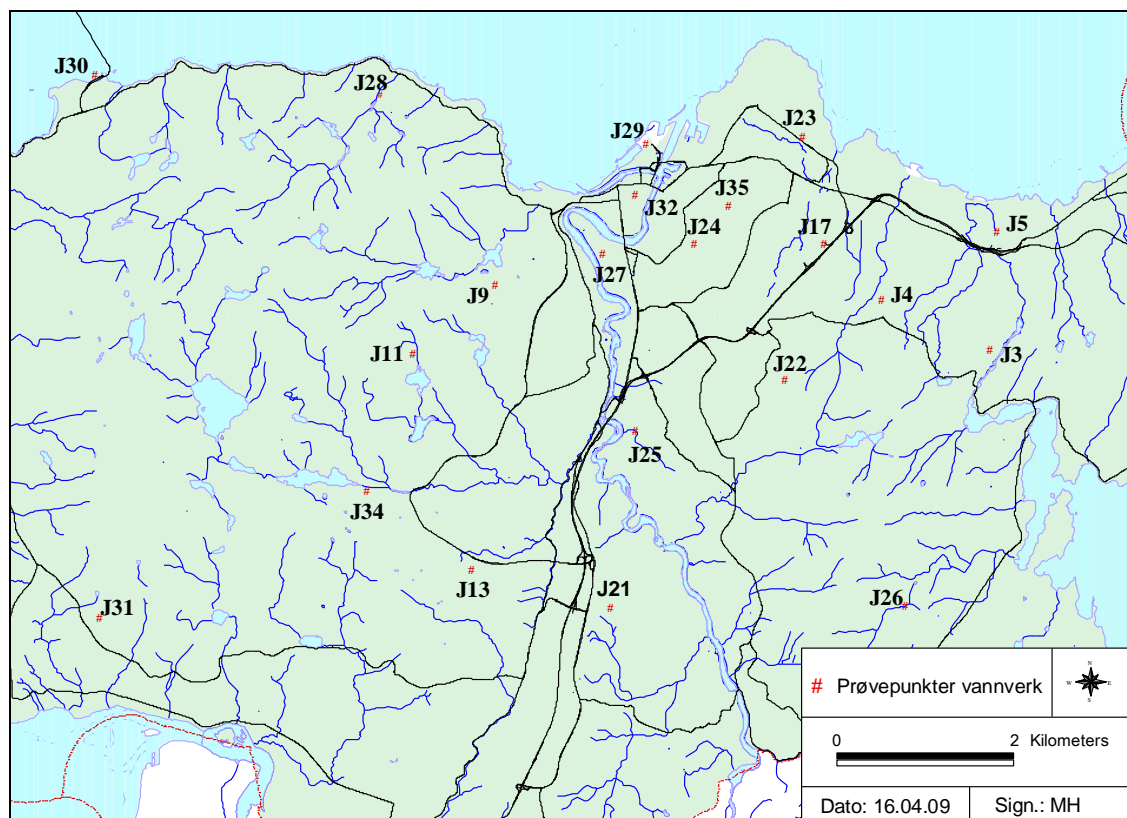 J30
#
J28
#
J23
#
J29
#
J35
#
#
J32
J5
#
J24
#
J17
#
8
J27
#
J9
#
J4
#
J11
#
J3
#
J22
#
J25
#
J34
#
J13
#
J21
#
J26
#
J31
#
# Prøvepunkter vannverk
N
W E
S
0 2 Kilometers
Dato: 16.04.09 Sign.: MH